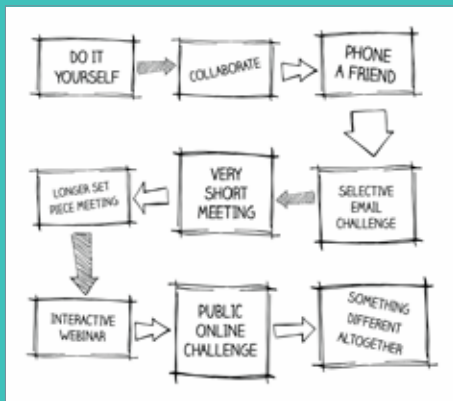 DO IT
YOURSELF
COLLABORATE
PHONE
A FRIEND
SELECTIVE
EMAIL
CHALLENGE
VERY
SHORT
MEETING
LONGER SET
PIECE MEETING
INTERACTIVE
WEBINAR
PUBLIC
ONLINE
CHALLENGE
SOMETHING
DIFFERENT
ALTOGETHER